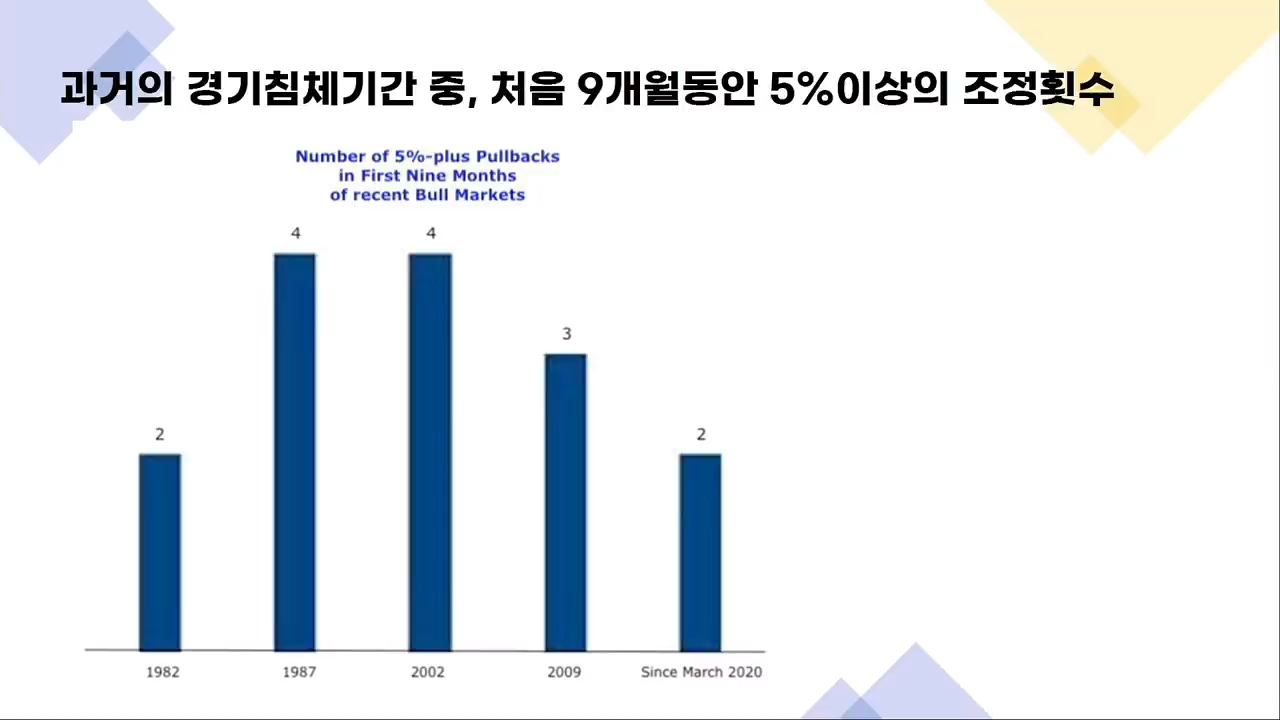 과거의 경기침체기간 중, 처음 9개월동안 5%이상의 조정횟수
Number of 5%-plus Pullbacks
in First Nine Months
of recent Bull Markets
4
4
3
2
2
1982
1987
2002
2009
Since March 2020